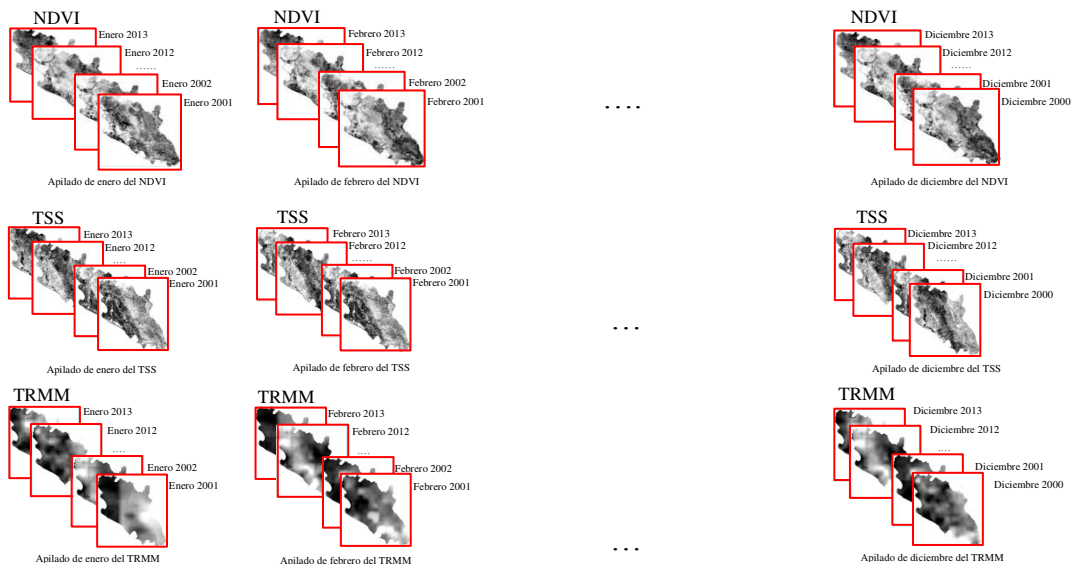 NDVI
Enero 2013
Enero 2012
......
Enero 2002
Enero 2001
Apilado de enero del NDVI
NDVI
Febrero 2013
Febrero 2012
......
Febrero 2002
Febrero 2001
Apilado de febrero del NDVI
....
NDVI
Diciembre 2013
Diciembre 2012
......
Diciembre 2001
Diciembre 2000
Apilado de diciembre del NDVI
TSS
Enero 2013
Enero 2012
....
Enero 2002
Enero 2001
Apilado de enero del TSS
TSS
Febrero 2013
Febrero 2012
......
Febrero 2002
Febrero 2001
Apilado de febrero del TSS
...
TSS
Diciembre 2013
Diciembre 2012
......
Diciembre 2001
Diciembre 2000
Apilado de diciembre del TSS
TRMM
Enero 2013
Enero 2012
....
Enero 2002
Enero 2001
Apilado de enero del TRMM
TRMM
Febrero 2013
Febrero 2012
....
Febrero 2002
Febrero 2001
Apilado de febrero del TRMM
...
TRMM
Diciembre 2013
Diciembre 2012
....
Diciembre 2001
Diciembre 2000
Apilado de diciembre del TRMM